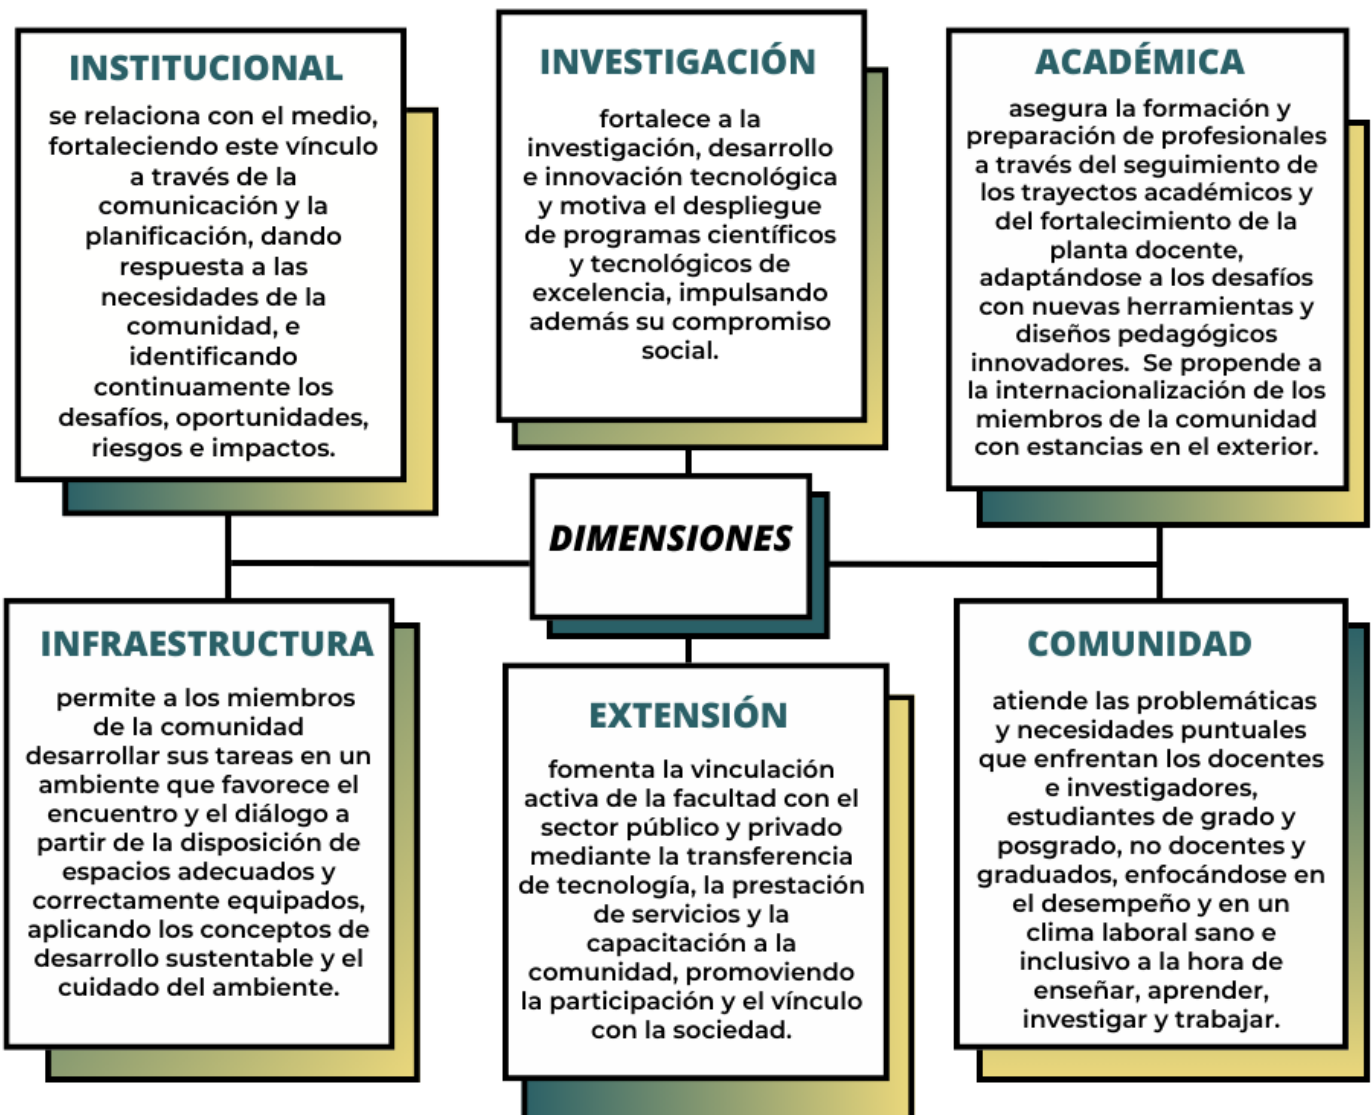 INSTITUCIONAL
se relaciona con el medio,
fortaleciendo este vínculo
a través de la
comunicación y la
planificación, dando
respuesta a las
necesidades de la
comunidad, e
identificando
continuamente los
desafíos, oportunidades,
riesgos e impactos.
INVESTIGACIÓN
fortalece a la
investigación, desarrollo
e innovación tecnológica
y motiva el despliegue
de programas científicos
y tecnológicos de
excelencia, impulsando
además su compromiso
social.
ACADÉMICA
asegura la formación y
preparación de profesionales
a través del seguimiento de
los trayectos académicos y
del fortalecimiento de la
planta docente,
adaptándose a los desafíos
con nuevas herramientas y
diseños pedagógicos
innovadores. Se propende a
la internacionalización de los
miembros de la comunidad
con estancias en el exterior.
DIMENSIONES
INFRAESTRUCTURA
permite a los miembros
de la comunidad
desarrollar sus tareas en un
ambiente que favorece el
encuentro y el diálogo a
partir de la disposición de
espacios adecuados y
correctamente equipados,
aplicando los conceptos de
desarrollo sustentable y el
cuidado del ambiente.
EXTENSIÓN
fomenta la vinculación
activa de la facultad con el
sector público y privado
mediante la transferencia
de tecnología, la prestación
de servicios y la
capacitación a la
comunidad, promoviendo
la participación y el vínculo
con la sociedad.
COMUNIDAD
atiende las problemáticas
y necesidades puntuales
que enfrentan los docentes
e investigadores,
estudiantes de grado y
posgrado, no docentes y
graduados, enfocándose en
el desempeño y en un
clima laboral sano e
inclusivo a la hora de
enseñar, aprender,
investigar y trabajar.